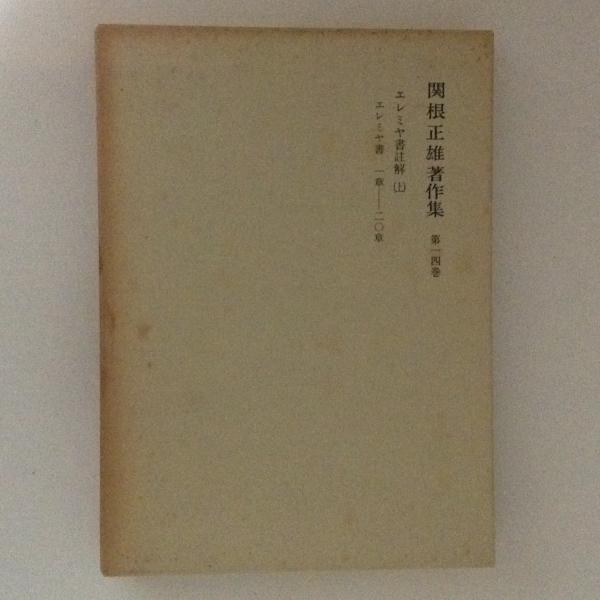 関根正雄著作集 第一四巻
エレミヤ書註解 (上)
エレミヤ書 一章——二〇章